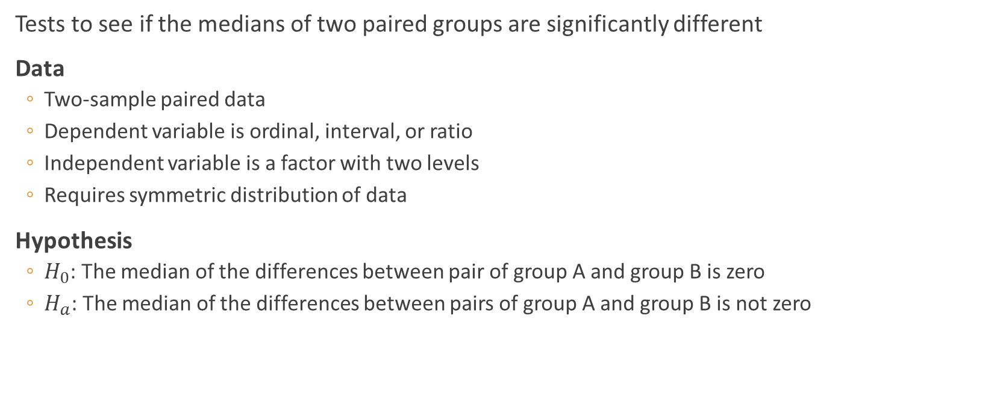 Tests to see if the medians of two paired groups are significantly different
Data
◦ Two-sample paired data
◦ Dependent variable is ordinal, interval, or ratio
◦ Independent variable is a factor with two levels
◦ Requires symmetric distribution of data
Hypothesis
◦ H₀: The median of the differences between pair of group A and group B is zero
◦ Hₐ: The median of the differences between pairs of group A and group B is not zero